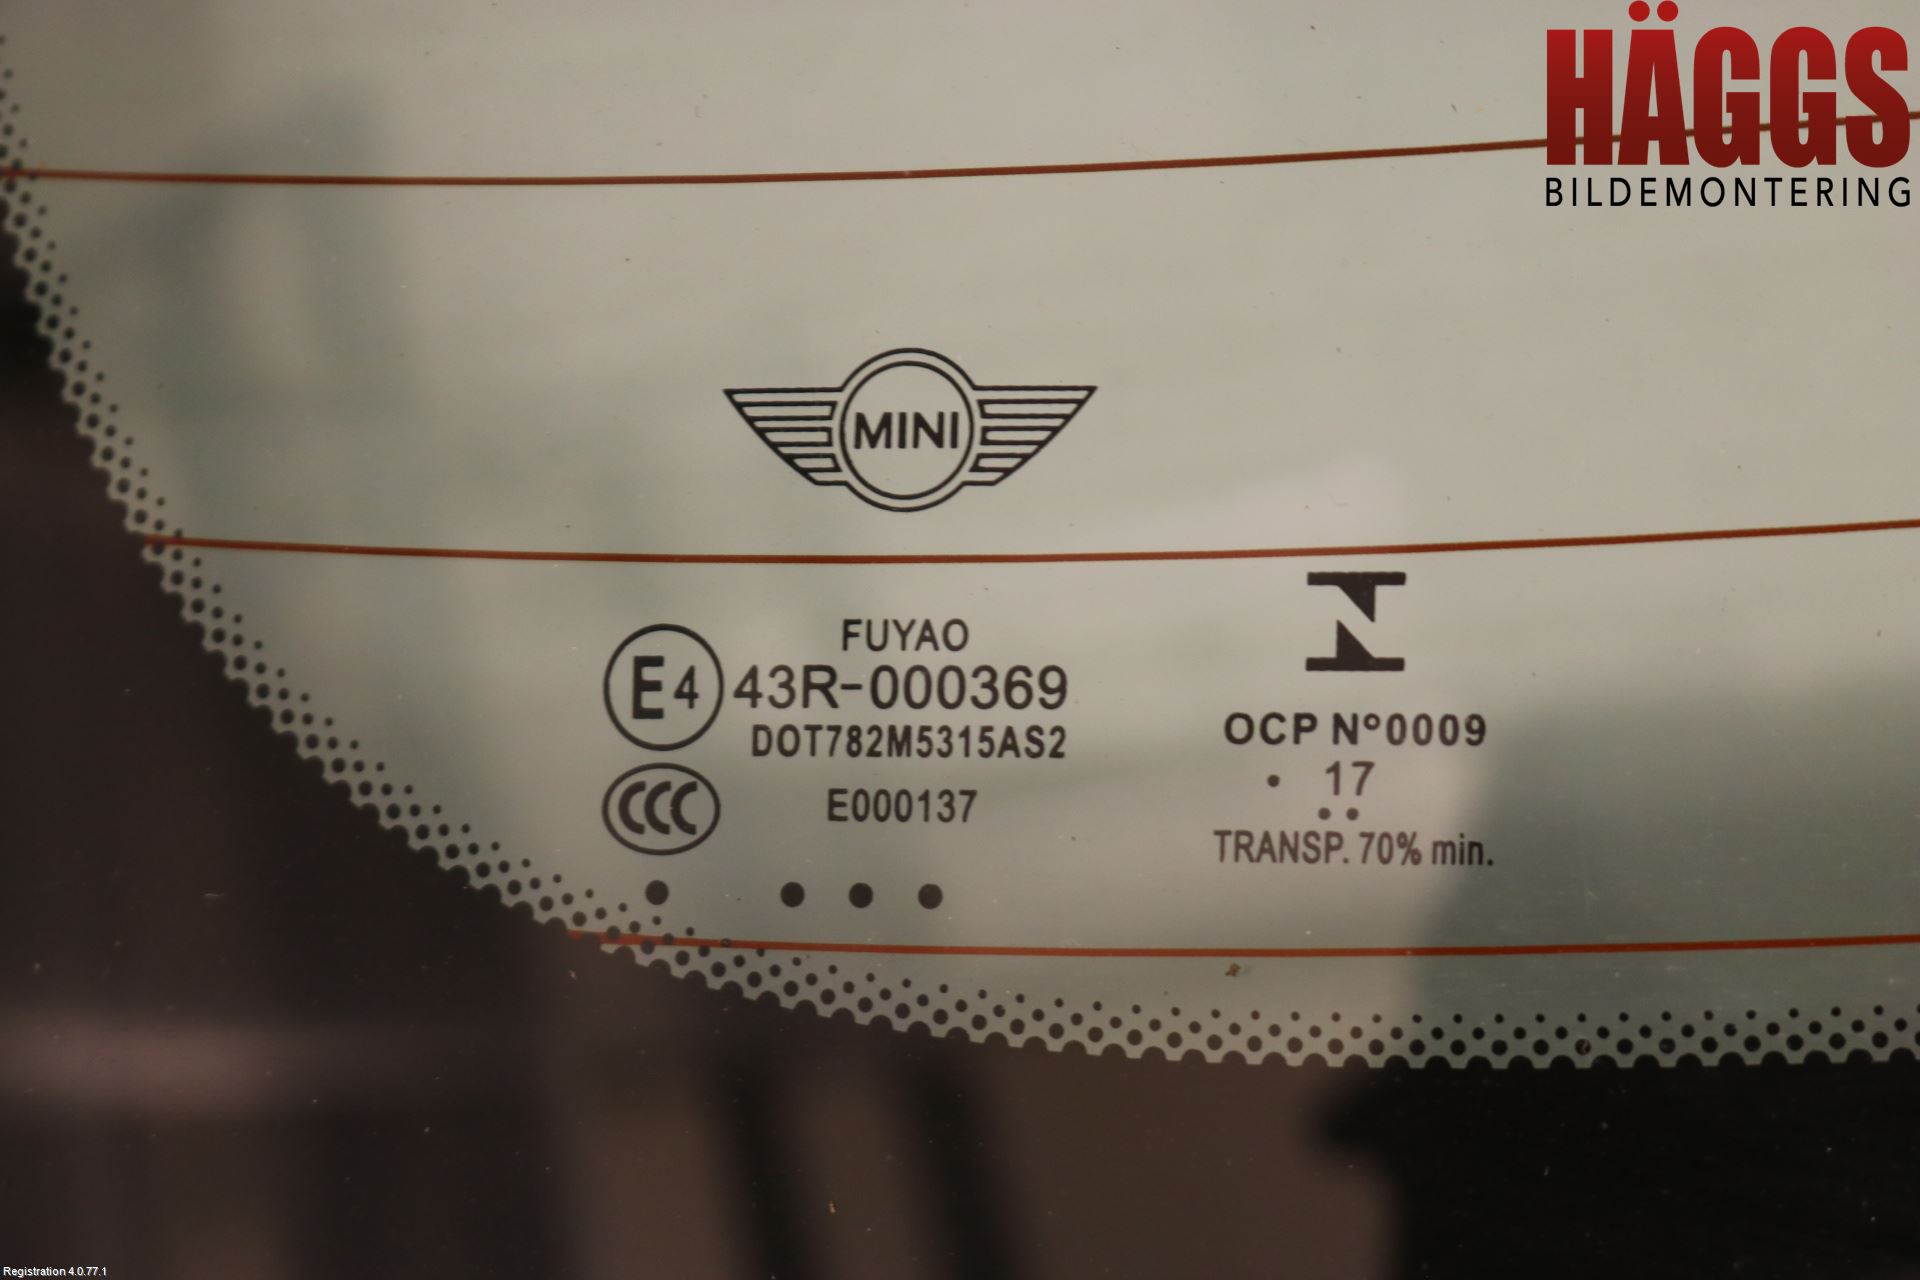 HÄGGS
BILDEMONTERING
MINI
FUYAO
E4 43R-000369
DOT782M5315AS2
CCC E000137
OCP Nº0009
17
TRANSP. 70% min.
Registration 4.0.77.1